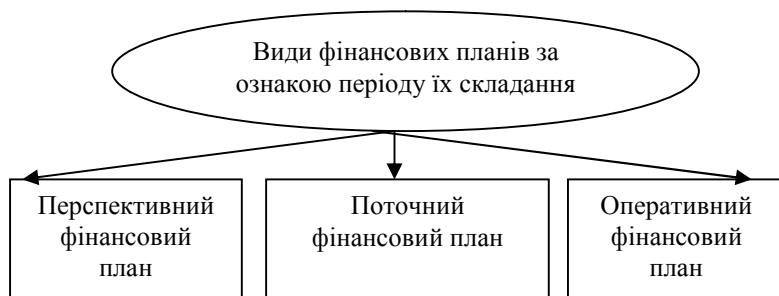 Види фінансових планів за
ознакою періоду їх складання
Перспективний
фінансовий
план
Поточний
фінансовий план
Оперативний
фінансовий
план